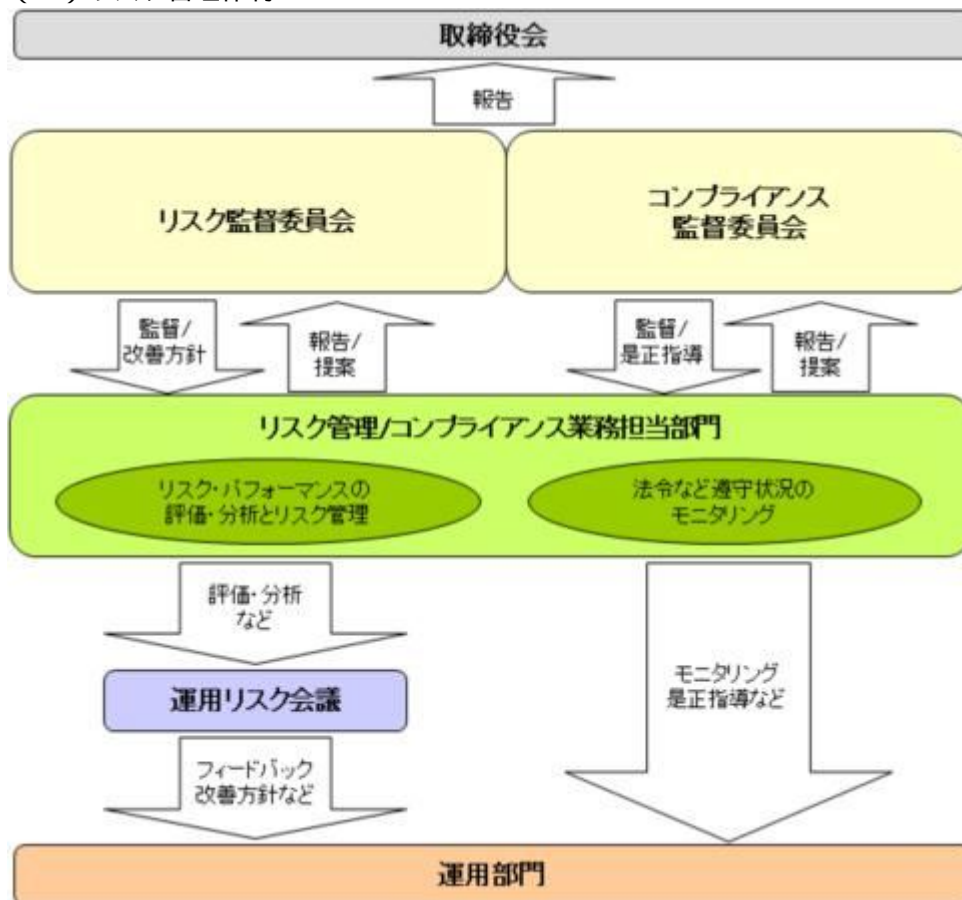 取締役会
報告
リスク監督委員会
コンプライアンス
監督委員会
監督/
改善方針
報告/
提案
監督/
是正指導
報告/
提案
リスク管理/コンプライアンス業務担当部門
リスク・パフォーマンスの
評価・分析とリスク管理
法令など遵守状況の
モニタリング
評価・分析
など
運用リスク会議
モニタリング
是正指導など
フィードバック
改善方針など
運用部門